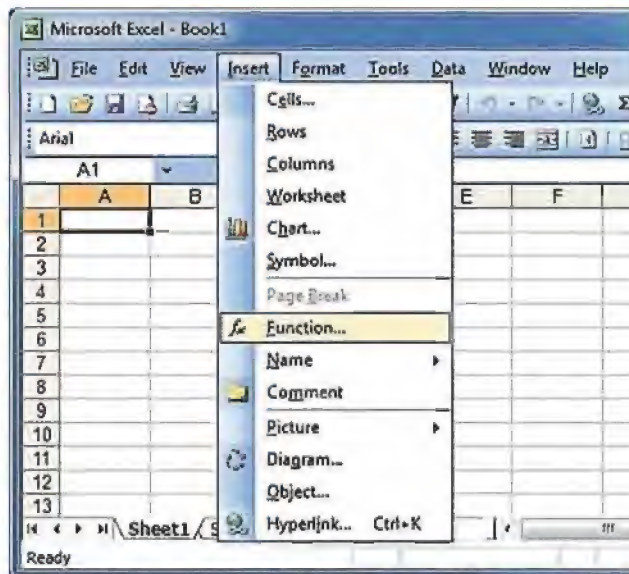 Microsoft Excel - Book1
File Edit View Insert Format Tools Data Window Help
Arial
A1
A B E F
1
2
3
4
5
6
7
8
9
10
11
12
13
Cells...
Rows
Columns
Worksheet
Chart...
Symbol...
Page Break
fx Function...
Name
Comment
Picture
Diagram...
Object...
Hyperlink... Ctrl+K
Sheet1 / S
Ready